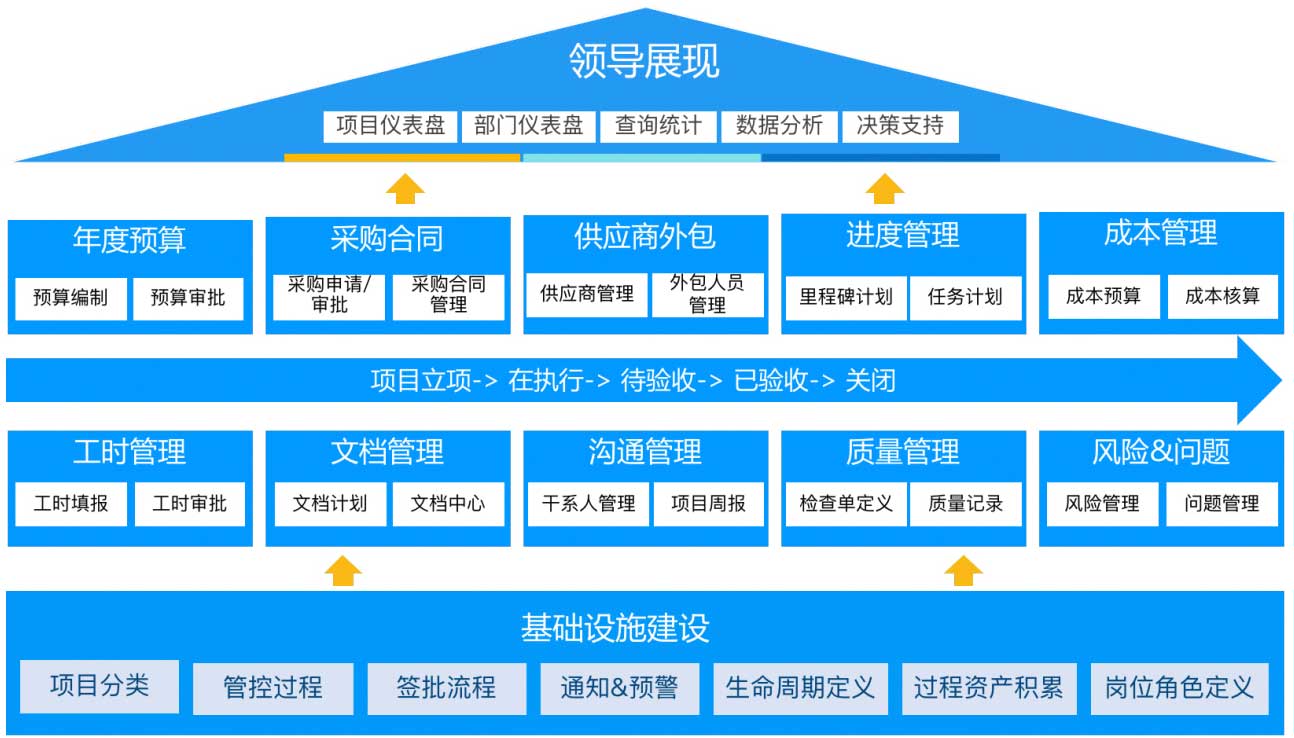 领导展现
项目仪表盘 部门仪表盘 查询统计 数据分析 决策支持
年度预算 采购合同 供应商外包 进度管理 成本管理
预算编制 预算审批
采购申请/
审批
采购合同
管理
供应商管理
外包人员
管理
里程碑计划 任务计划
成本预算 成本核算
项目立项-> 在执行-> 待验收-> 已验收-> 关闭
工时管理 文档管理 沟通管理 质量管理 风险&问题
工时填报 工时审批 文档计划 文档中心 干系人管理 项目周报 检查单定义 质量记录 风险管理 问题管理
基础设施建设
项目分类 管控过程 签批流程 通知&预警 生命周期定义 过程资产积累 岗位角色定义